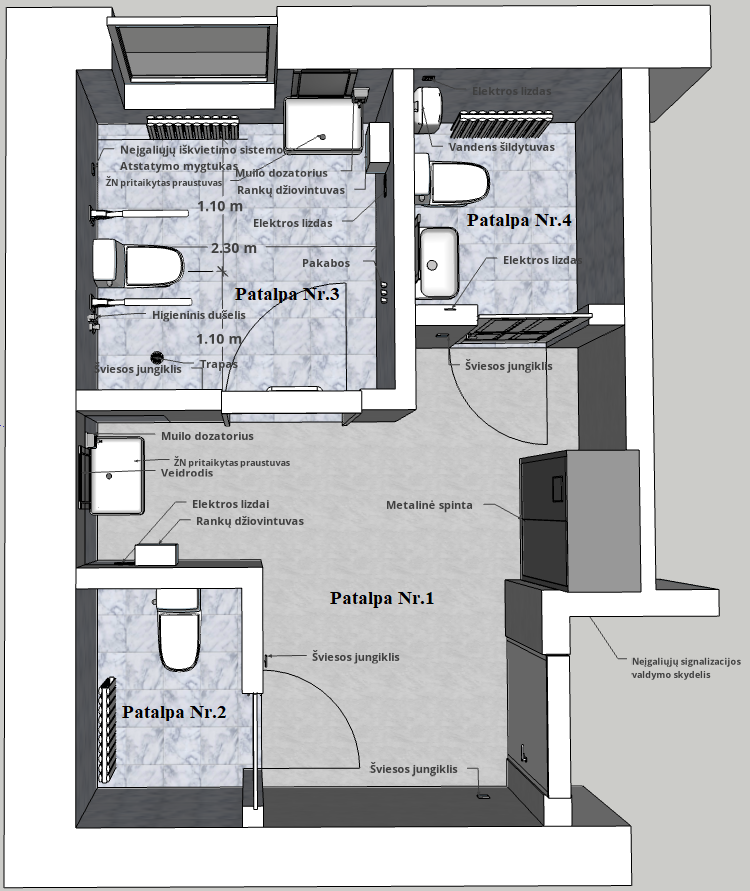 Elektros lizdas
Vandens šildytuvas
Neįgaliųjų iškvietimo sistemo
Atstatymo mygtukas
Muilo dozatorius
ŽN pritaikytas praustuvas
Rankų džiovintuvas
1.10 m
Elektros lizdas
Patalpa Nr.4
2.30 m
Pakabos
Elektros lizdas
Patalpa Nr.3
Higieninis dušelis
1.10 m
Trapas
Šviesos jungiklis
Šviesos jungiklis
Muilo dozatorius
ŽN pritaikytas praustuvas
Veidrodis
Elektros lizdai
Metalinė spinta
Rankų džiovintuvas
Patalpa Nr.1
Šviesos jungiklis
Neįgaliųjų signalizacijos
valdymo skydelis
Patalpa Nr.2
Šviesos jungiklis